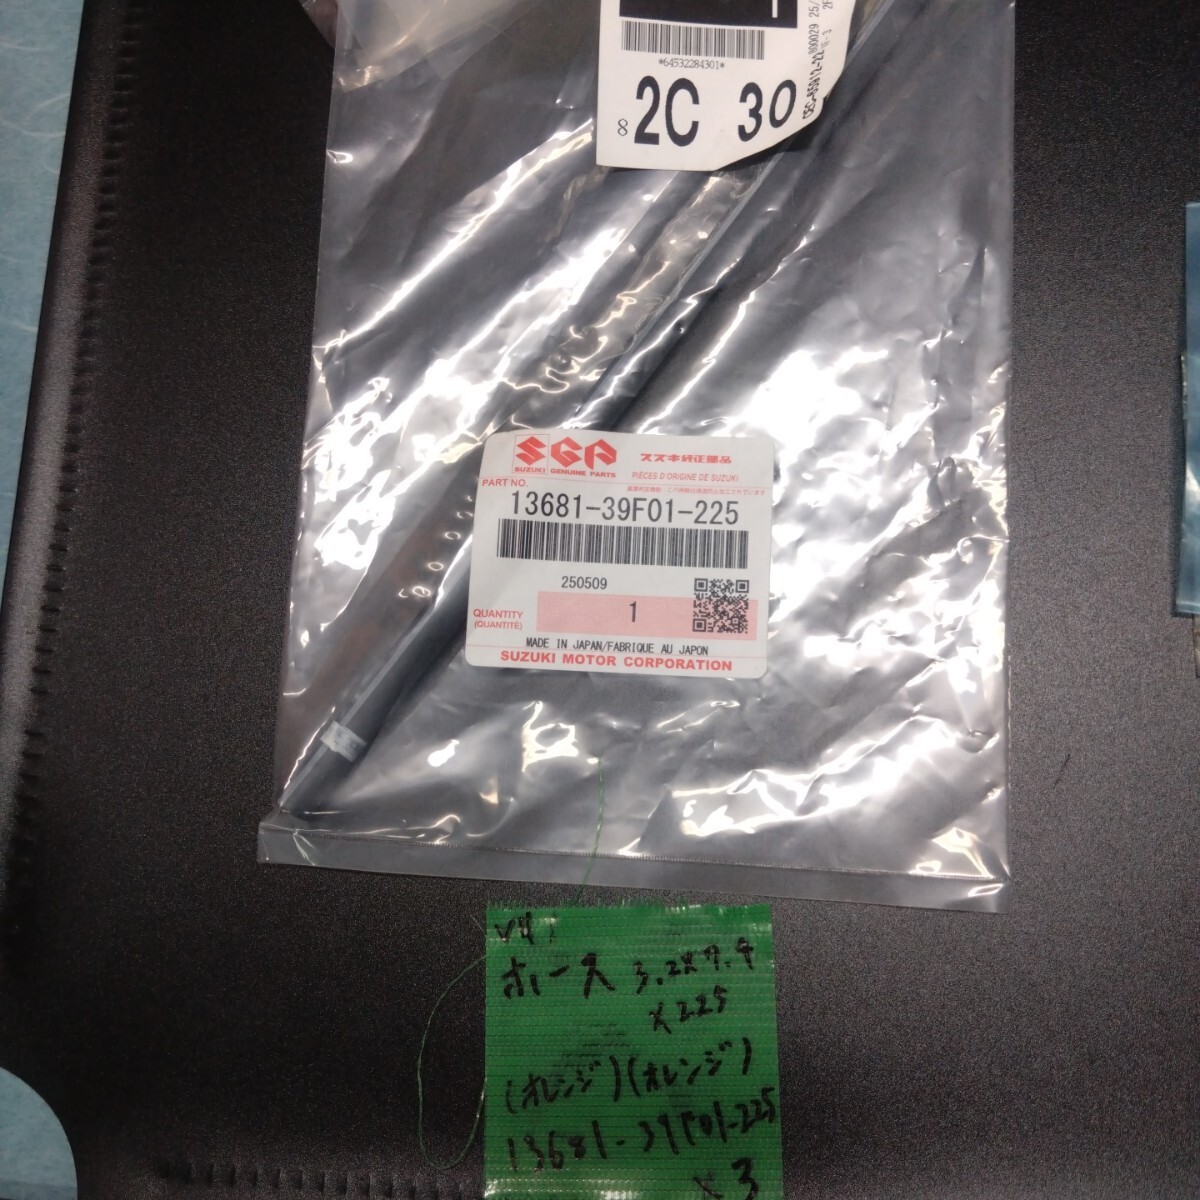 *64532284301*
8 2C 30
SGP
SUZUKI GENUINE PARTS
スズキ純正部品
PIÈCES D'ORIGINE DE SUZUKI
PART NO.
13681-39F01-225
250509
QUANTITY
(QUANTITÉ)
1
MADE IN JAPAN/FABRIQUE AU JAPON
SUZUKI MOTOR CORPORATION
ホース 3.2×7.4
×225
(オレンジ)(オレンジ)
13681-39F01-225
×3